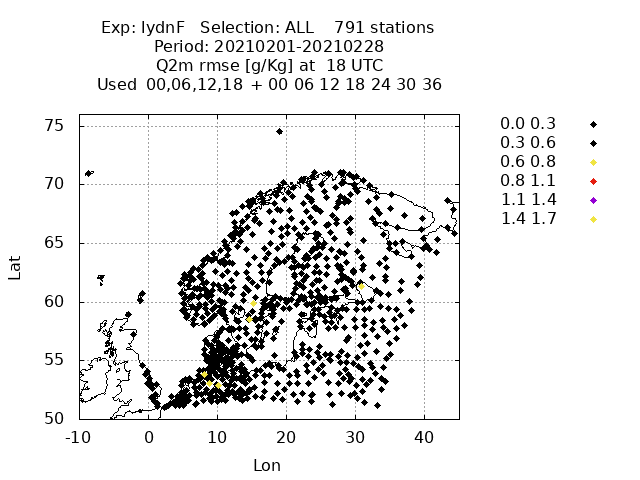 Exp: IydnF   Selection: ALL    791 stations
Period: 20210201-20210228
Q2m rmse [g/Kg] at  18 UTC
Used  00,06,12,18 + 00 06 12 18 24 30 36
0.0 0.3
0.3 0.6
0.6 0.8
0.8 1.1
1.1 1.4
1.4 1.7
75
70
65
60
55
50
Lat
-10 0 10 20 30 40
Lon